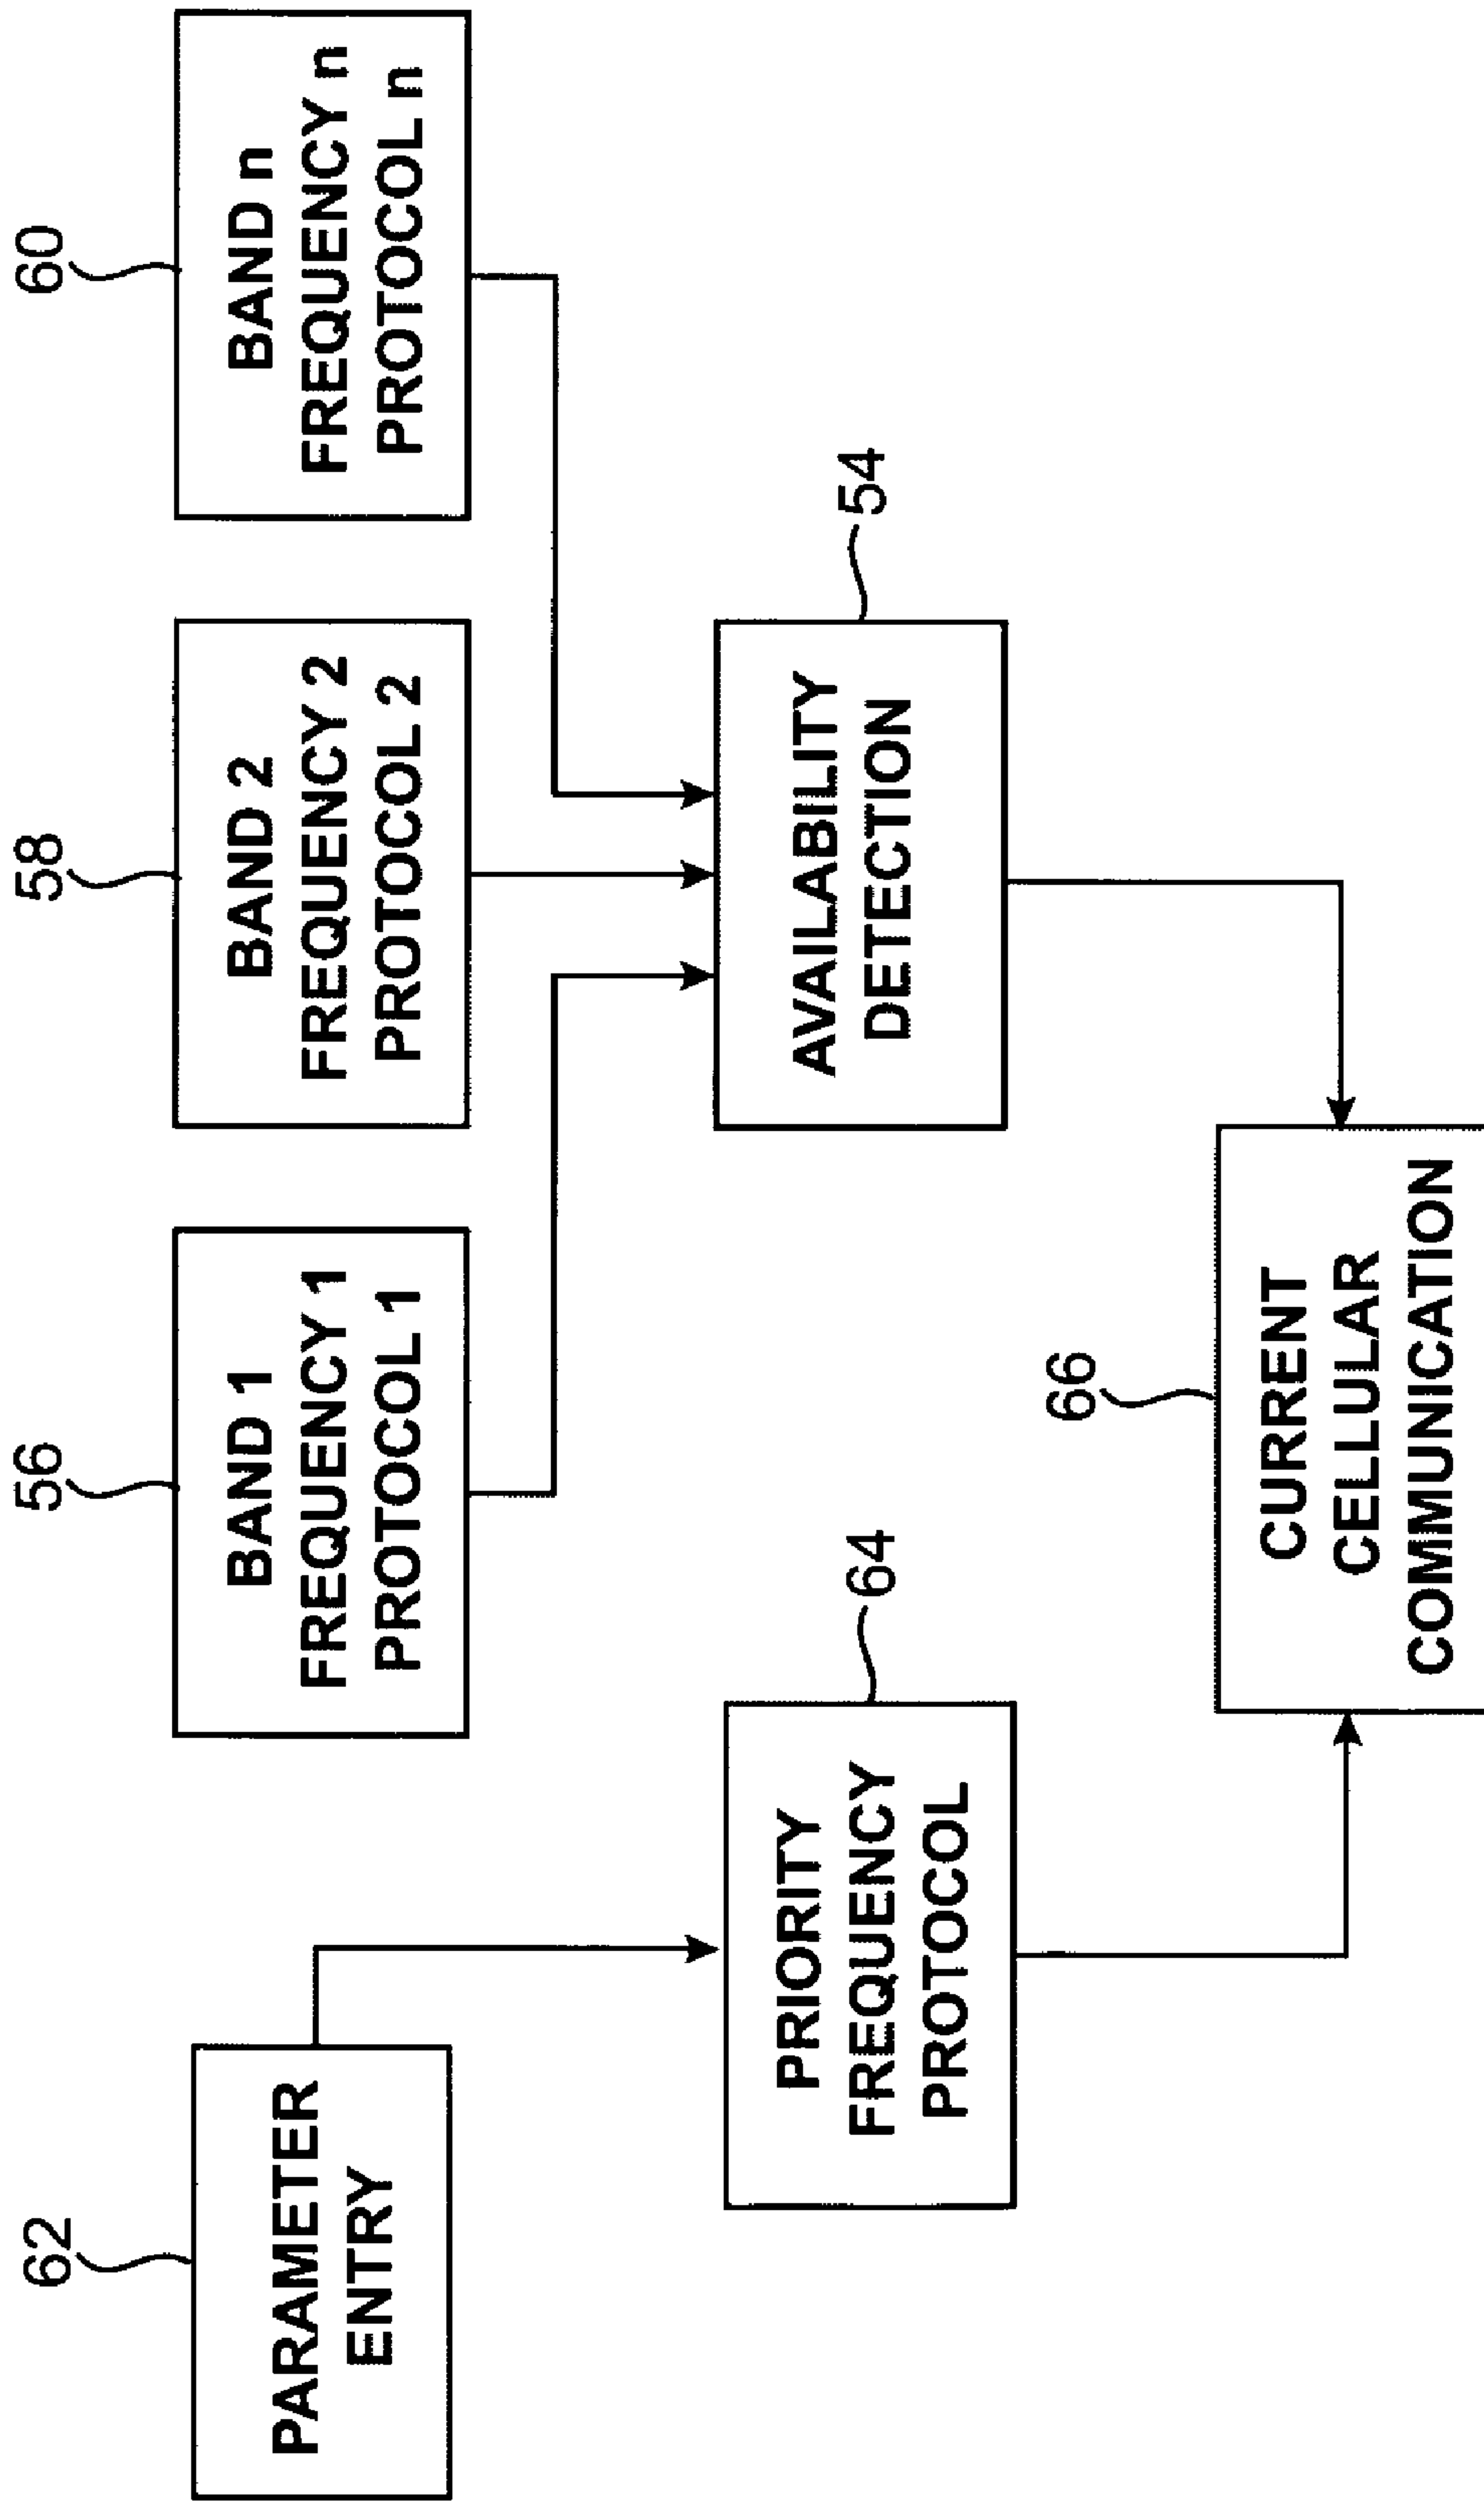 62
PARAMETER
ENTRY
56
BAND 1
FREQUENCY 1
PROTOCOL 1
58
BAND 2
FREQUENCY 2
PROTOCOL 2
60
BAND n
FREQUENCY n
PROTOCOL n
64
PRIORITY
FREQUENCY
PROTOCOL
54
AVAILABILITY
DETECTION
66
CURRENT
CELLULAR
COMMUNICATION